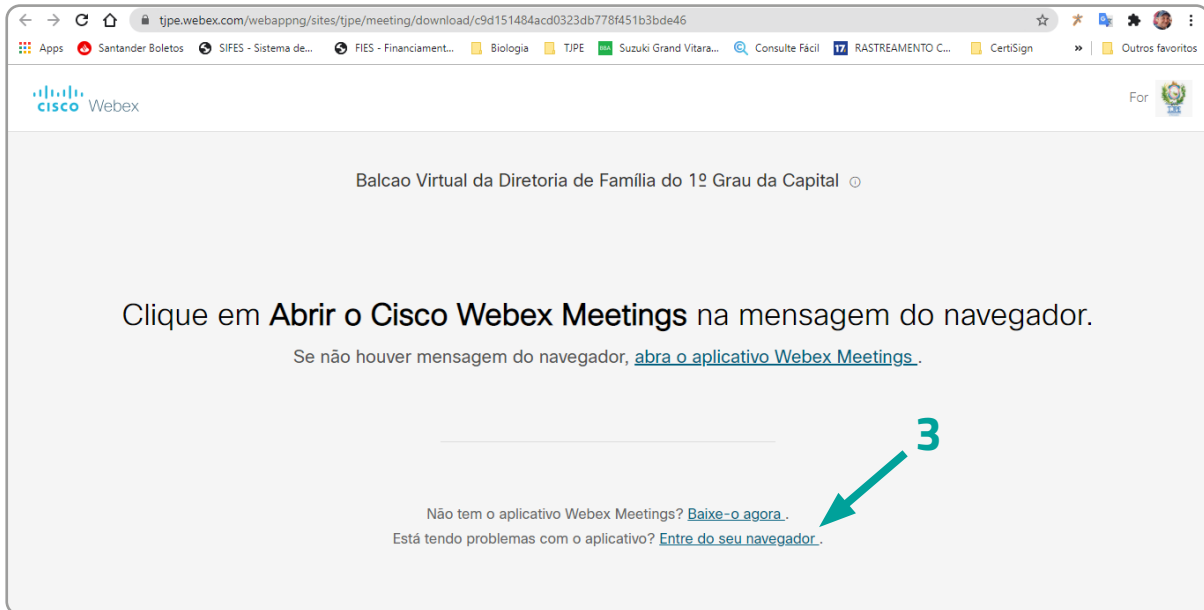 tjpe.webex.com/webappng/sites/tjpe/meeting/download/c9d151484acd0323db778f451b3bde46
Apps Santander Boletos SIFES - Sistema de... FIES - Financiament... Biologia TJPE Suzuki Grand Vitara... Consulte Fácil 17. RASTREAMENTO C... CertiSign » Outros favoritos
CISCO Webex For
Balcao Virtual da Diretoria de Família do 1º Grau da Capital
Clique em Abrir o Cisco Webex Meetings na mensagem do navegador.
Se não houver mensagem do navegador, abra o aplicativo Webex Meetings .
3
Não tem o aplicativo Webex Meetings? Baixe-o agora .
Está tendo problemas com o aplicativo? Entre do seu navegador .